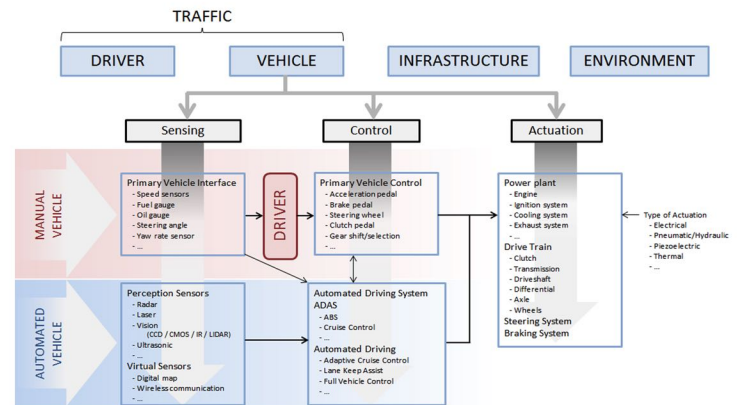 TRAFFIC
DRIVER
VEHICLE
INFRASTRUCTURE
ENVIRONMENT
Sensing
Control
Actuation
MANUAL
VEHICLE
Primary Vehicle Interface
- Speed sensors
- Fuel gauge
- Oil gauge
- Steering angle
- Yaw rate sensor
- ...
DRIVER
Primary Vehicle Control
- Acceleration pedal
- Brake pedal
- Steering wheel
- Clutch pedal
- Gear shift/selection
- ...
Power plant
- Engine
- Ignition system
- Cooling system
- Exhaust system
- ...
Drive Train
- Clutch
- Transmission
- Driveshaft
- Differential
- Axle
- Wheels
Steering System
Braking System
Type of Actuation
- Electrical
- Pneumatic/Hydraulic
- Piezoelectric
- Thermal
- ...
AUTOMATED
VEHICLE
Perception Sensors
- Radar
- Laser
- Vision
(CCD / CMOS / IR / LIDAR)
- Ultrasonic
- ...
Virtual Sensors
- Digital map
- Wireless communication
- ...
Automated Driving System
ADAS
- ABS
- Cruise Control
- ...
Automated Driving
- Adaptive Cruise Control
- Lane Keep Assist
- Full Vehicle Control
- ...